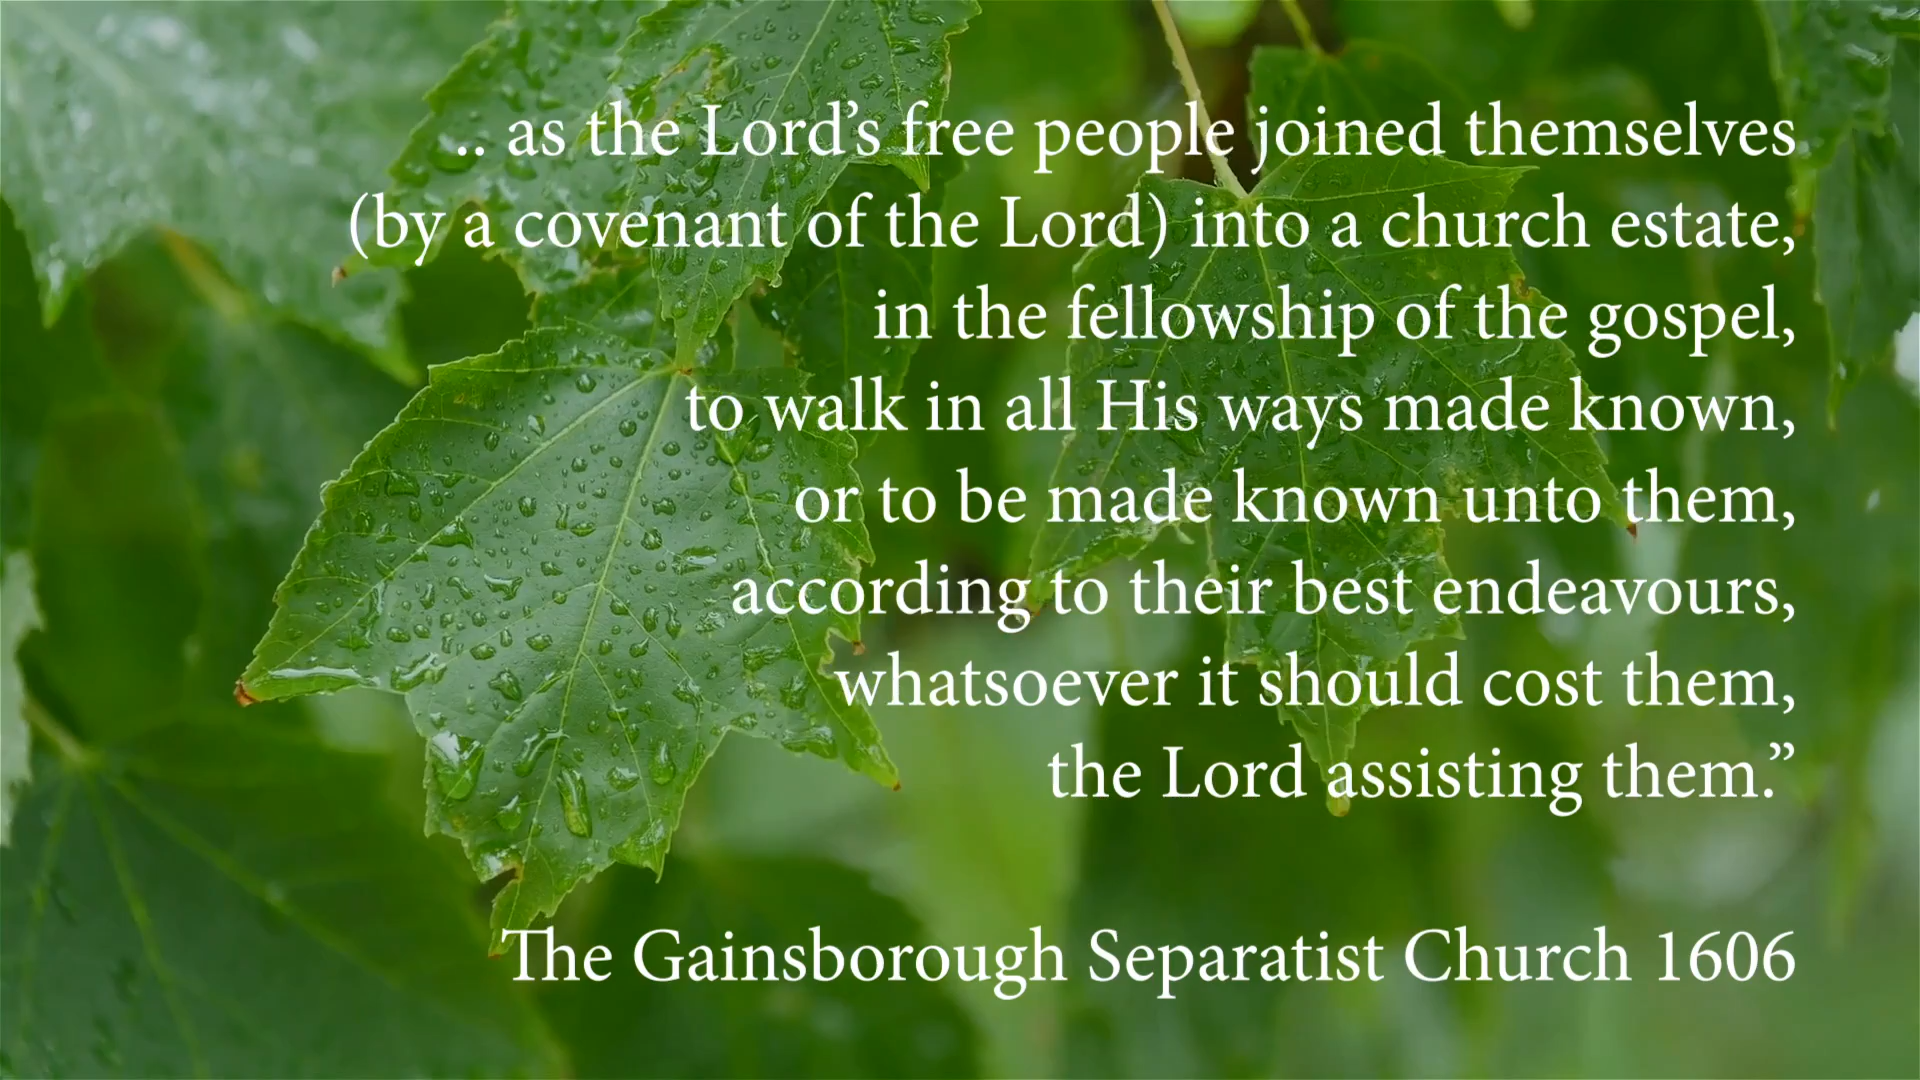 .. as the Lord’s free people joined themselves
(by a covenant of the Lord) into a church estate,
in the fellowship of the gospel,
to walk in all His ways made known,
or to be made known unto them,
according to their best endeavours,
whatsoever it should cost them,
the Lord assisting them.”
The Gainsborough Separatist Church 1606